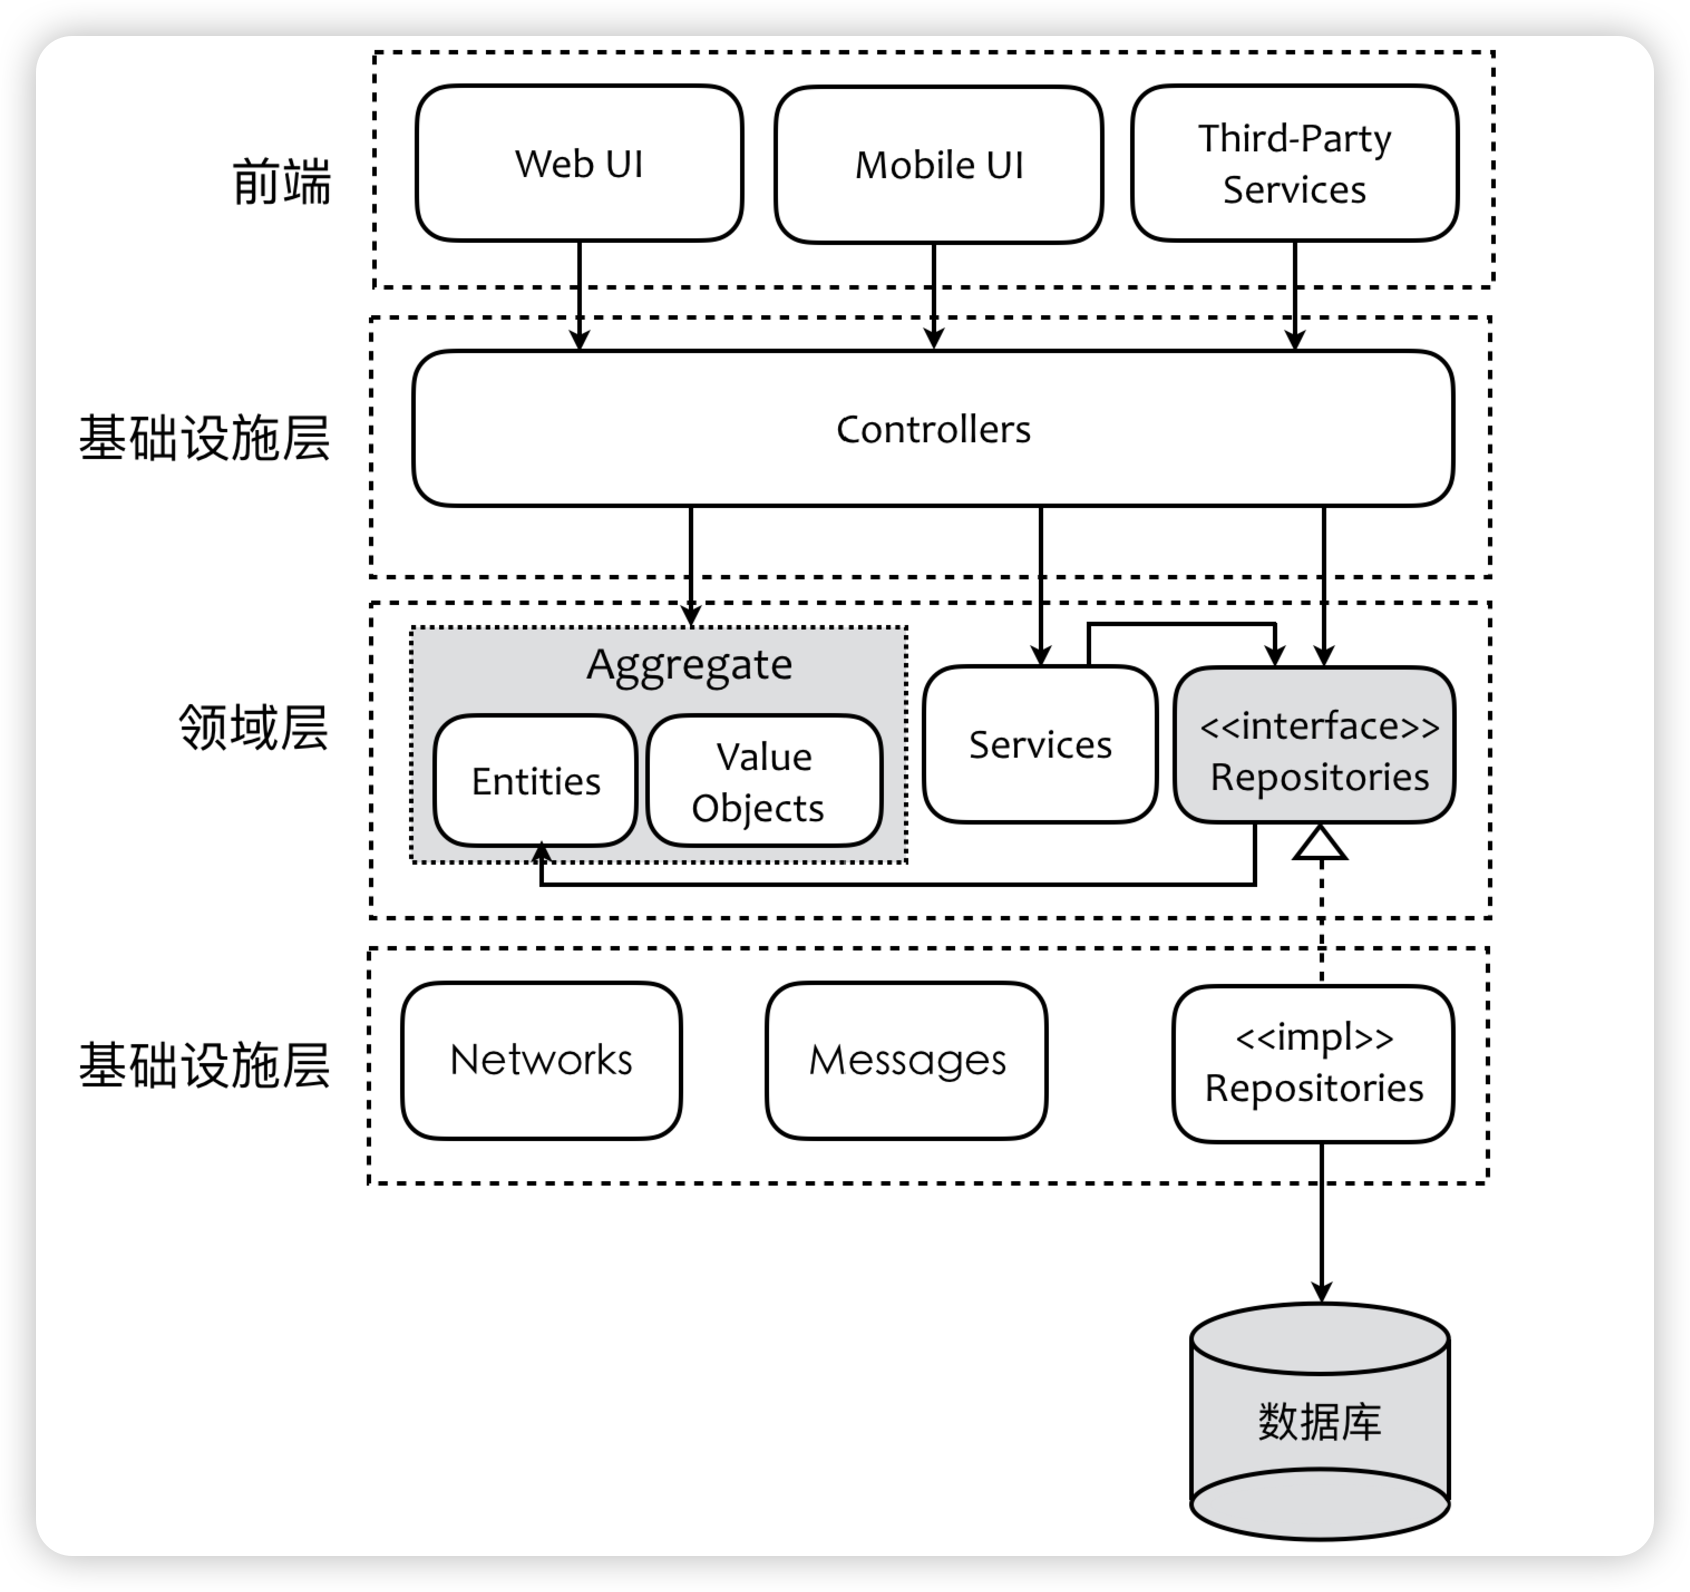 前端
Web UI
Mobile UI
Third-Party
Services
基础设施层
Controllers
领域层
Aggregate
Entities
Value
Objects
Services
<<interface>>
Repositories
基础设施层
Networks
Messages
<<impl>>
Repositories
数据库